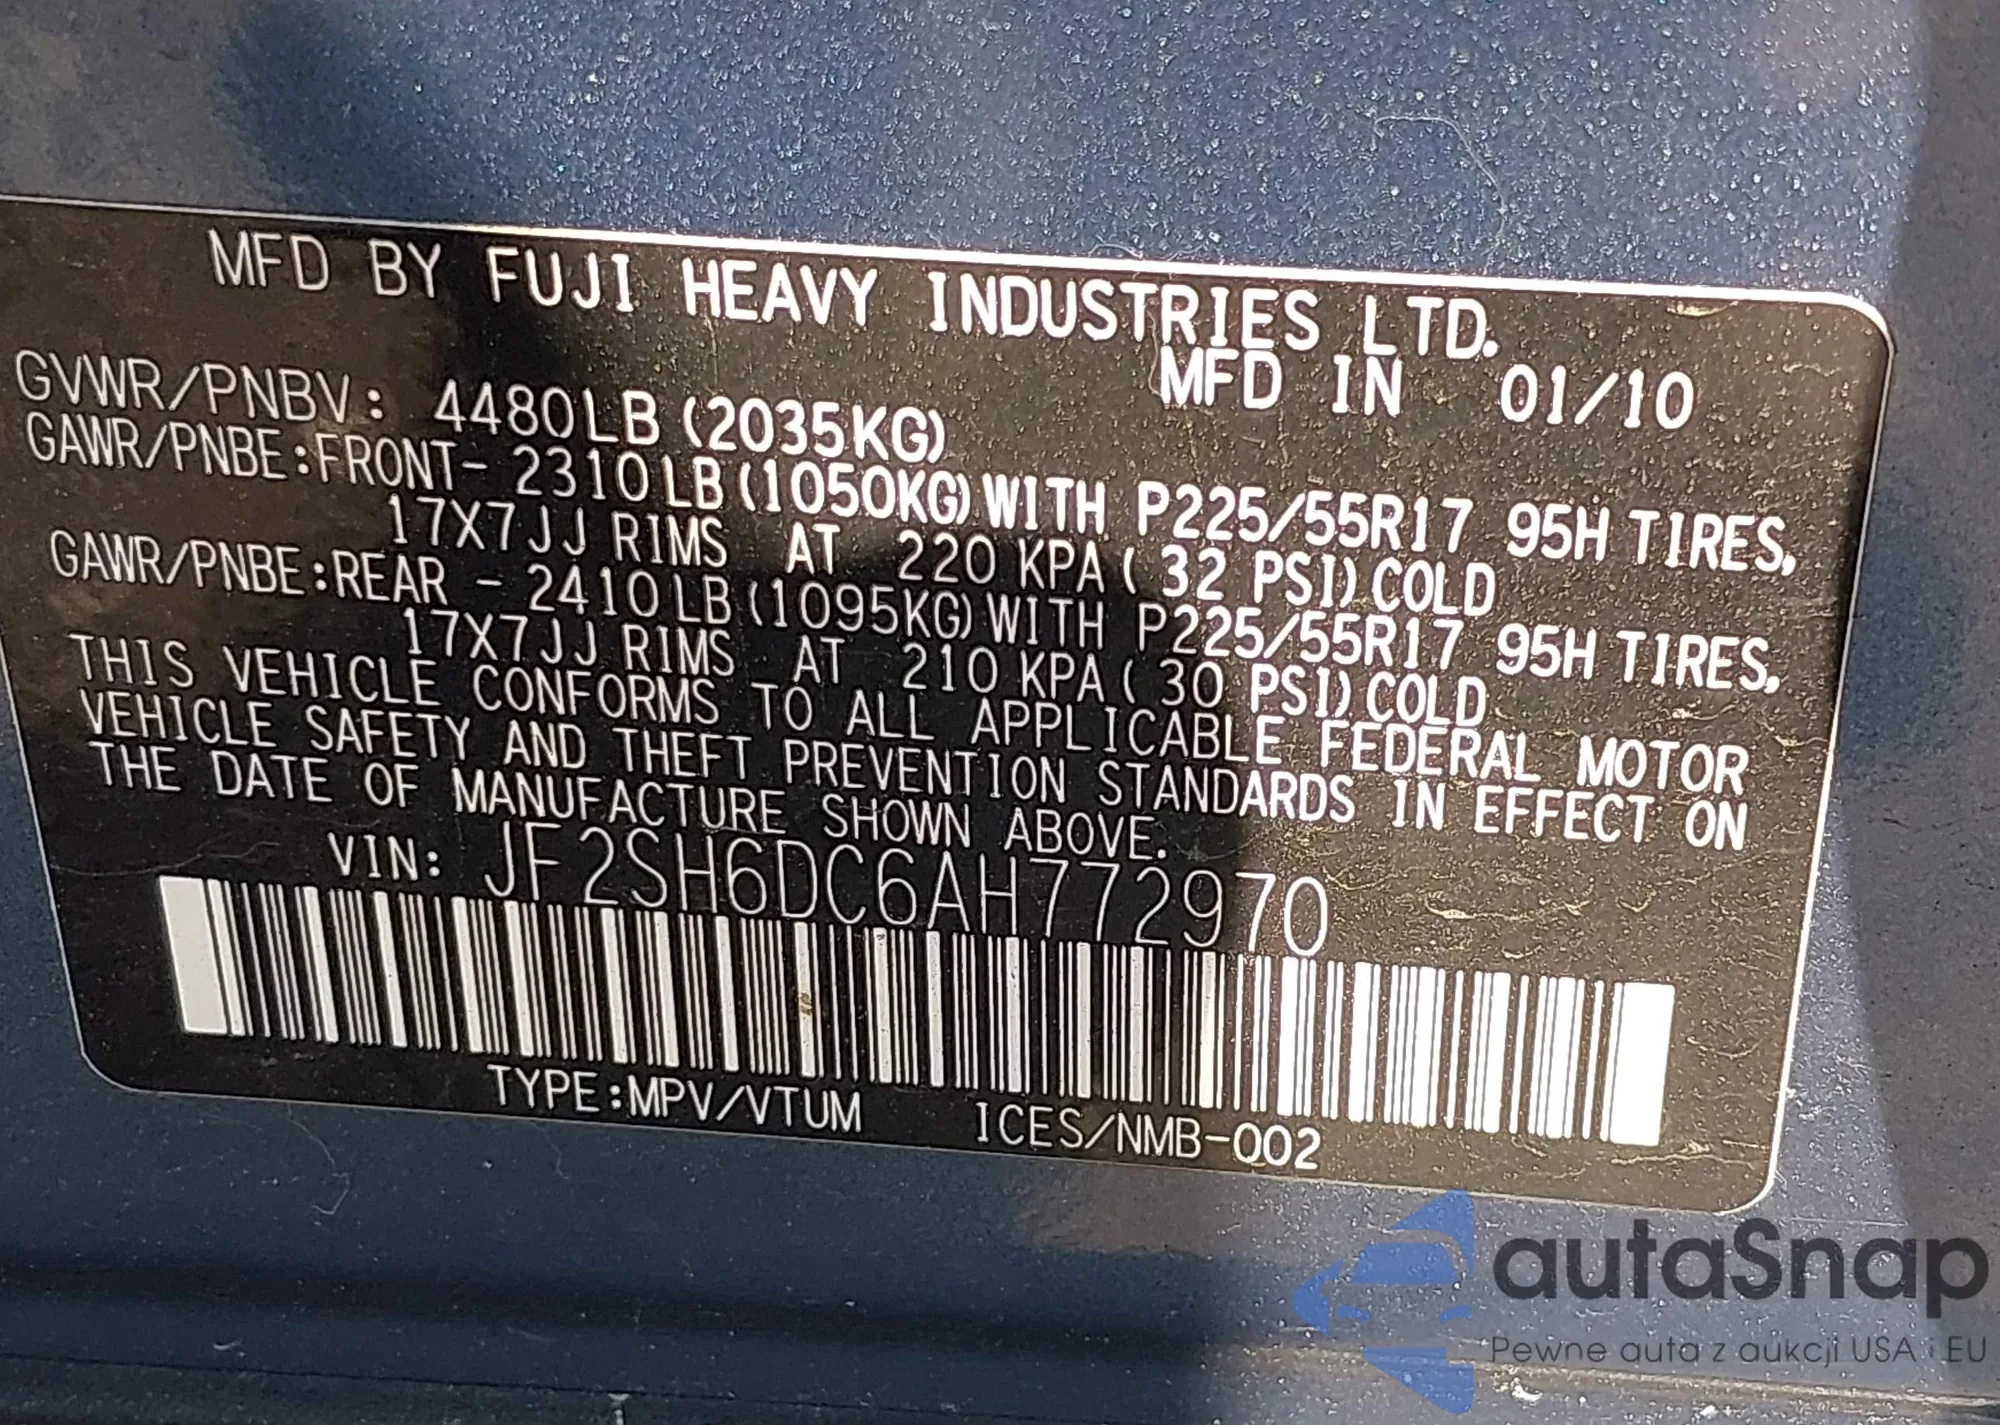 MFD BY FUJI HEAVY INDUSTRIES LTD.
MFD IN 01/10
GVWR/PNBV: 4480LB (2035KG)
GAWR/PNBE:FRONT- 2310LB (1050KG) WITH P225/55R17 95H TIRES,
17X7JJ RIMS AT 220 KPA ( 32 PSI) COLD
GAWR/PNBE:REAR - 2410LB (1095KG) WITH P225/55R17 95H TIRES,
17X7JJ RIMS AT 210 KPA ( 30 PSI) COLD
THIS VEHICLE CONFORMS TO ALL APPLICABLE FEDERAL MOTOR
VEHICLE SAFETY AND THEFT PREVENTION STANDARDS IN EFFECT ON
THE DATE OF MANUFACTURE SHOWN ABOVE.
VIN: JF2SH6DC6AH772970
TYPE:MPV/VTUM ICES/NMB-002
autaSnap
Pewne auta z aukcji USA i EU